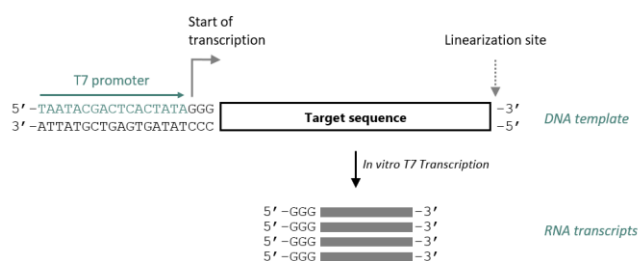 Start of
transcription
Linearization site
T7 promoter
5′-TAATACGACTCACTATAGGG -3′
3′-ATTATGCTGAGTGATATCCC -5′
Target sequence
DNA template
In vitro T7 Transcription
5′-GGG -3′
5′-GGG -3′
5′-GGG -3′
5′-GGG -3′
RNA transcripts